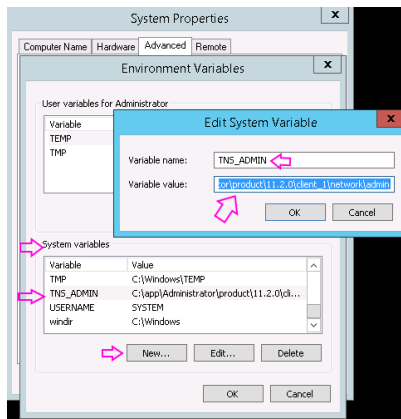 System Properties
x
Computer Name Hardware Advanced Remote
Environment Variables
x
User variables for Administrator
Variable
TEMP
TMP
Edit System Variable
x
Variable name: TNS_ADMIN
Variable value: tor\product\11.2.0\client_1\network\admin
OK Cancel
System variables
Variable Value
TMP C:\Windows\TEMP
TNS_ADMIN C:\app\Administrator\product\11.2.0\cli...
USERNAME SYSTEM
windir C:\Windows
New... Edit... Delete
OK Cancel